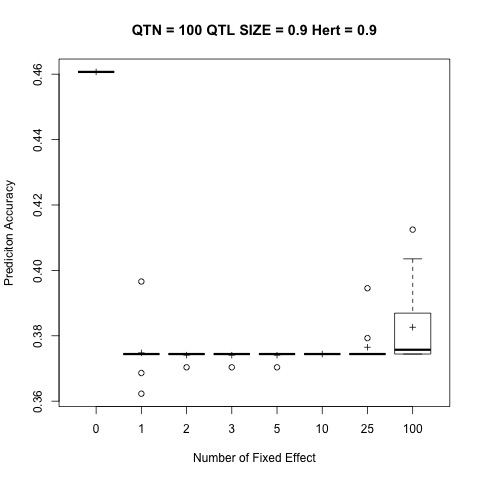 QTN = 100 QTL SIZE = 0.9 Hert = 0.9
Prediciton Accuracy
0.46
0.44
0.42
0.40
0.38
0.36
0 1 2 3 5 10 25 100
Number of Fixed Effect